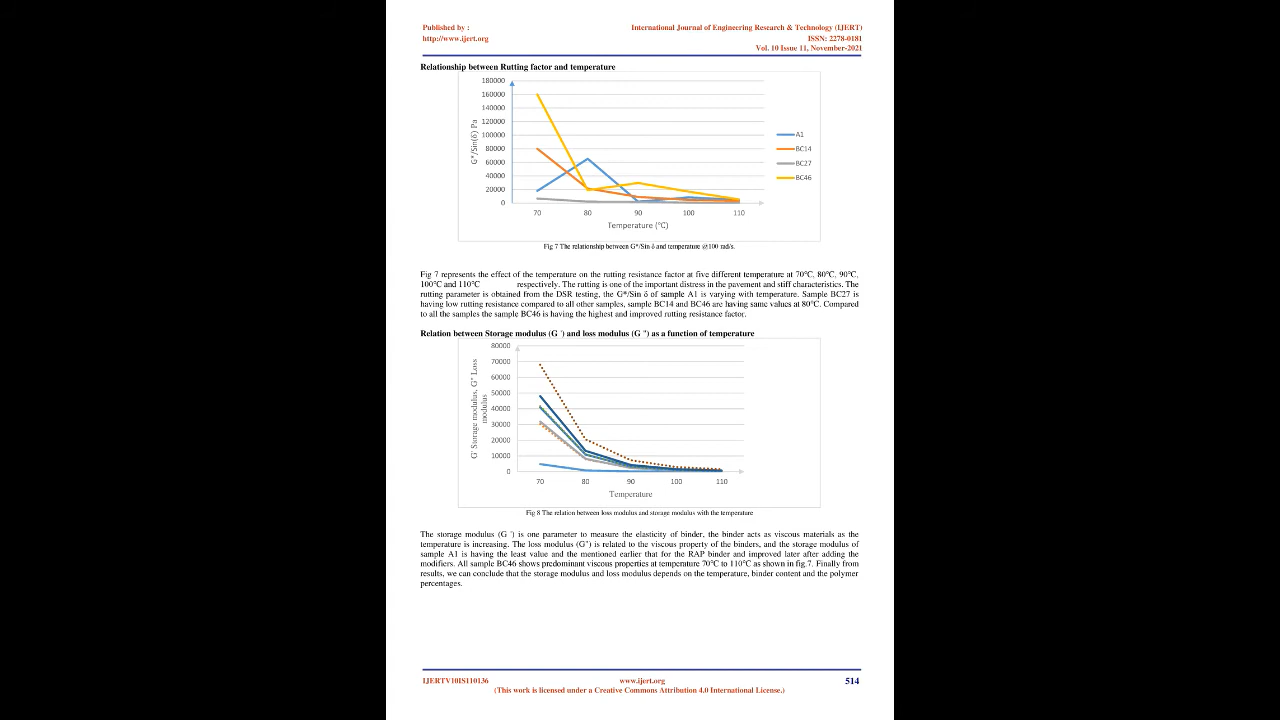 Published by :
International Journal of Engineering Research & Technology (IJERT)
http://www.ijert.org
ISSN: 2278-0181
Vol. 10 Issue 11, November-2021
Relationship between Rutting factor and temperature
180000
160000
140000
120000
100000
80000
60000
40000
20000
0
G*/Sin(δ) Pa
70 80 90 100 110
Temperature (°C)
A1
BC14
BC27
BC46
Fig 7 The relationship between G*/Sin δ and temperature @100 rad/s.
Fig 7 represents the effect of the temperature on the rutting resistance factor at five different temperature at 70°C, 80°C, 90°C,
100°C and 110°C respectively. The rutting is one of the important distress in the pavement and stiff characteristics. The
rutting parameter is obtained from the DSR testing, the G*/Sin δ of sample A1 is varying with temperature. Sample BC27 is
having low rutting resistance compared to all other samples, sample BC14 and BC46 are having same values at 80°C. Compared
to all the samples the sample BC46 is having the highest and improved rutting resistance factor.
Relation between Storage modulus (G ') and loss modulus (G ") as a function of temperature
80000
70000
60000
50000
40000
30000
20000
10000
0
G' Storage modulus, G" Loss
modulus
70 80 90 100 110
Temperature
Fig 8 The relation between loss modulus and storage modulus with the temperature
The storage modulus (G ') is one parameter to measure the elasticity of binder, the binder acts as viscous materials as the
temperature is increasing. The loss modulus (G") is related to the viscous property of the binders, and the storage modulus of
sample A1 is having the least value and the mentioned earlier that for the RAP binder and improved later after adding the
modifiers. All sample BC46 shows predominant viscous properties at temperature 70°C to 110°C as shown in fig.7. Finally from
results, we can conclude that the storage modulus and loss modulus depends on the temperature, binder content and the polymer
percentages.
IJERTV10IS110136
www.ijert.org
514
(This work is licensed under a Creative Commons Attribution 4.0 International License.)